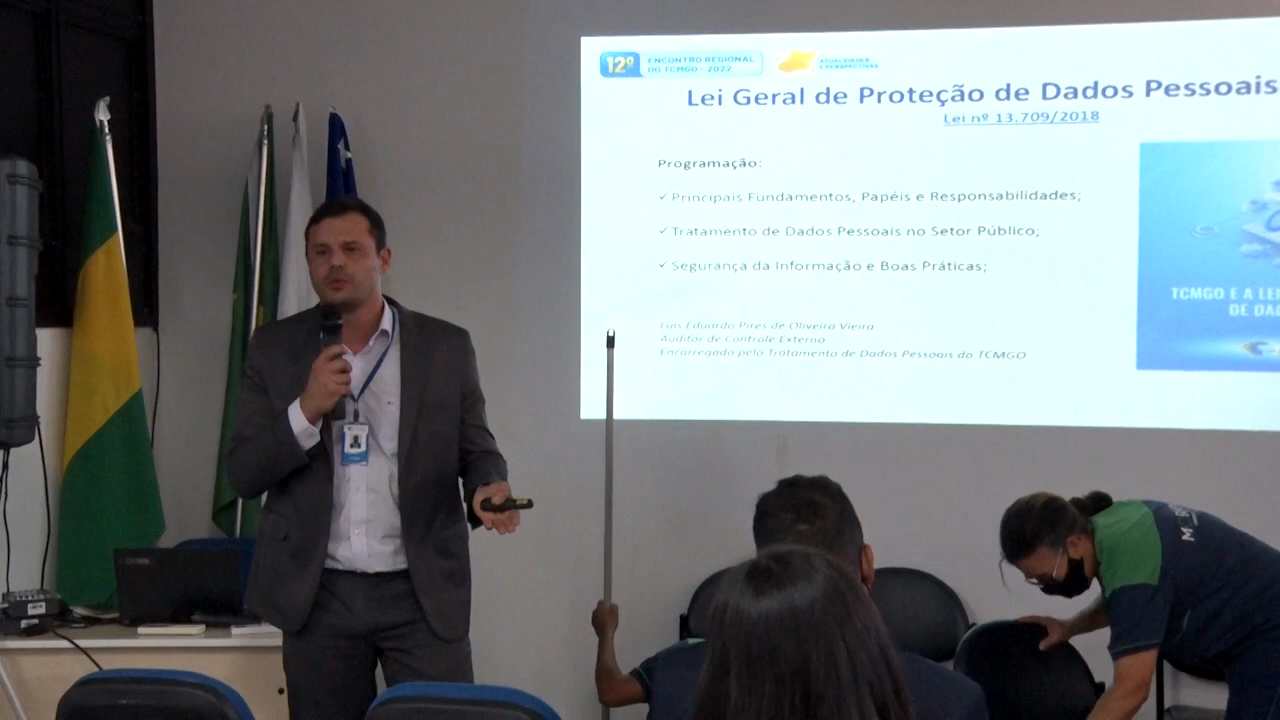 12º
ENCONTRO REGIONAL
DO TCMGO - 2022
ATUALIDADES
E PERSPECTIVAS
Lei Geral de Proteção de Dados Pessoais
Lei nº 13.709/2018
Programação:
✓ Principais Fundamentos, Papéis e Responsabilidades;
✓ Tratamento de Dados Pessoais no Setor Público;
✓ Segurança da Informação e Boas Práticas;
Luis Eduardo Pires de Oliveira Vieira
Auditor de Controle Externo
Encarregado pelo Tratamento de Dados Pessoais do TCMGO
TCMGO E A LEI
DE DA